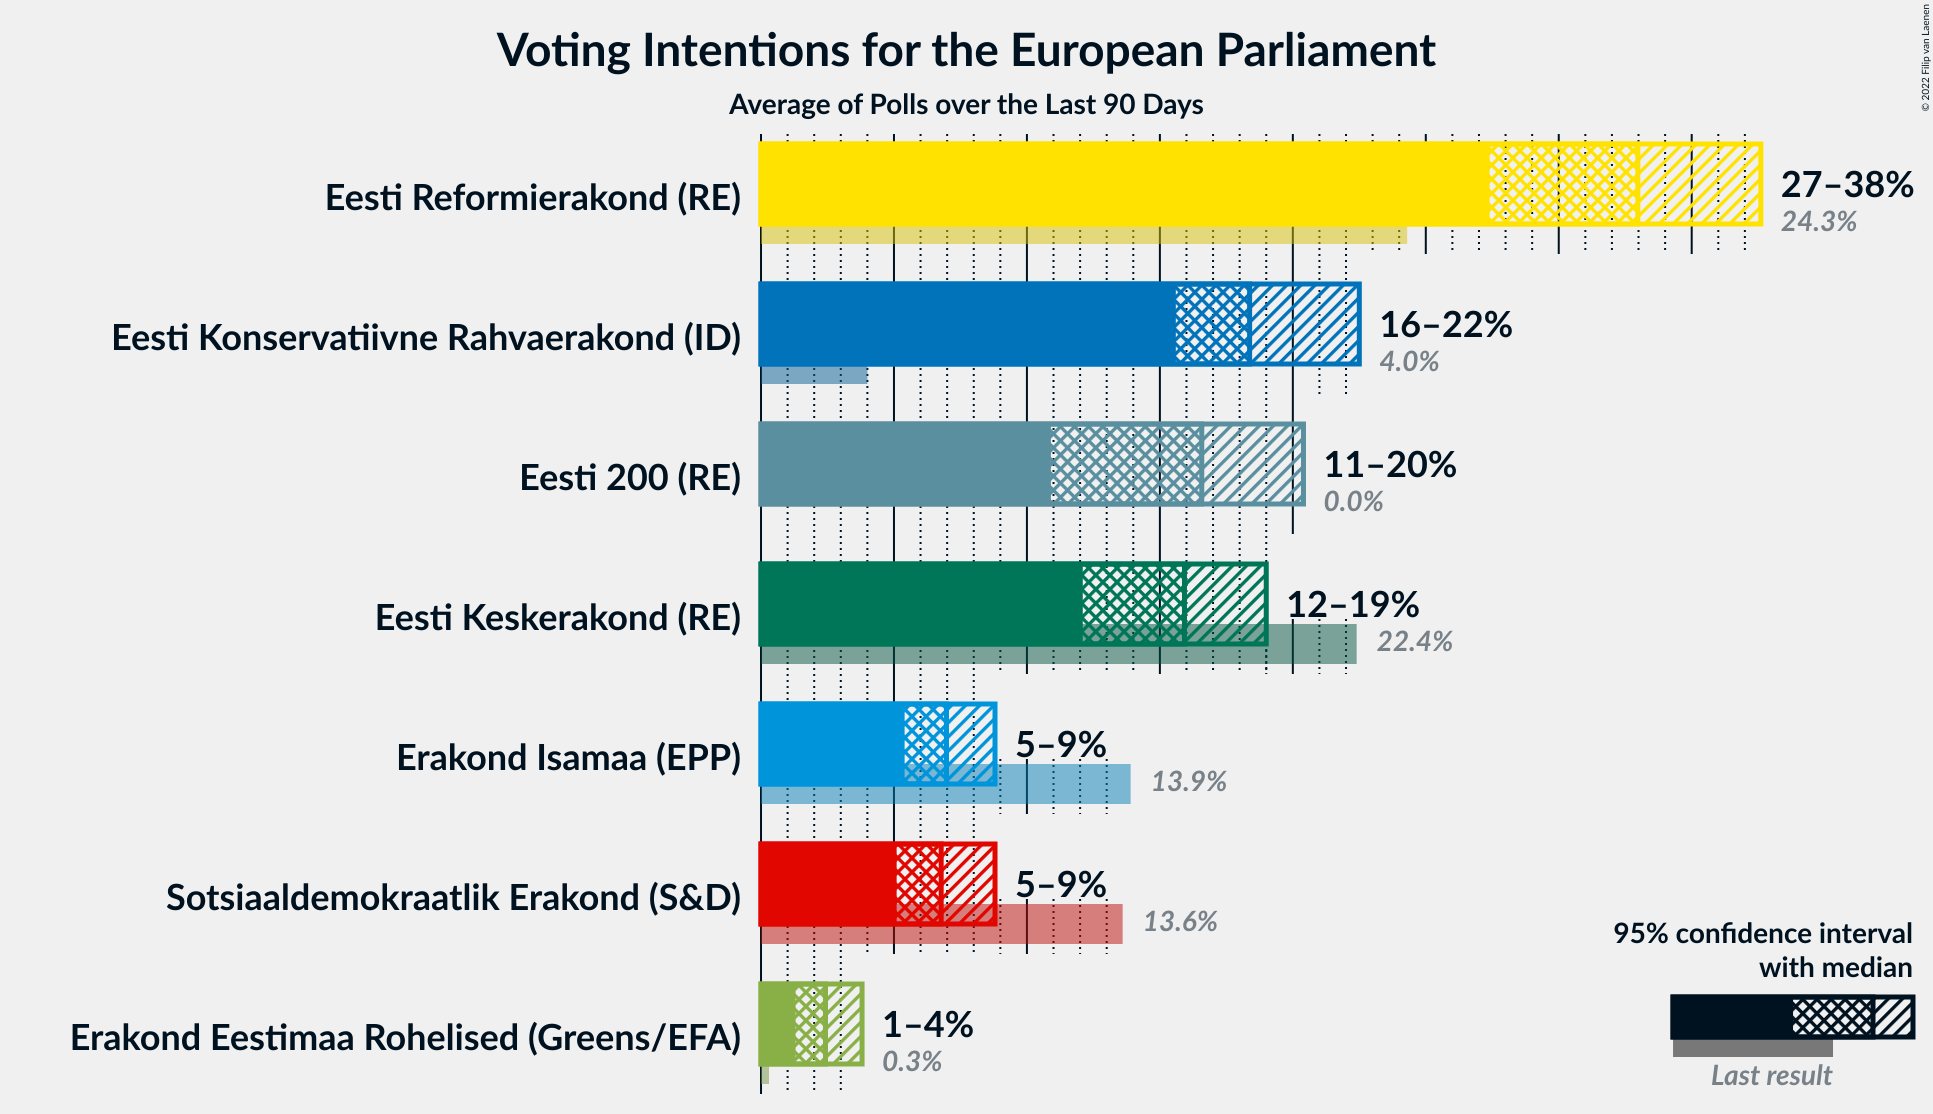 Voting Intentions for the European Parliament
Average of Polls over the Last 90 Days
© 2022 Filip van Laenen
Eesti Reformierakond (RE)
27–38%
24.3%
Eesti Konservatiivne Rahvaerakond (ID)
16–22%
4.0%
Eesti 200 (RE)
11–20%
0.0%
Eesti Keskerakond (RE)
12–19%
22.4%
Erakond Isamaa (EPP)
5–9%
13.9%
Sotsiaaldemokraatlik Erakond (S&D)
5–9%
13.6%
Erakond Eestimaa Rohelised (Greens/EFA)
1–4%
0.3%
95% confidence interval
with median
Last result